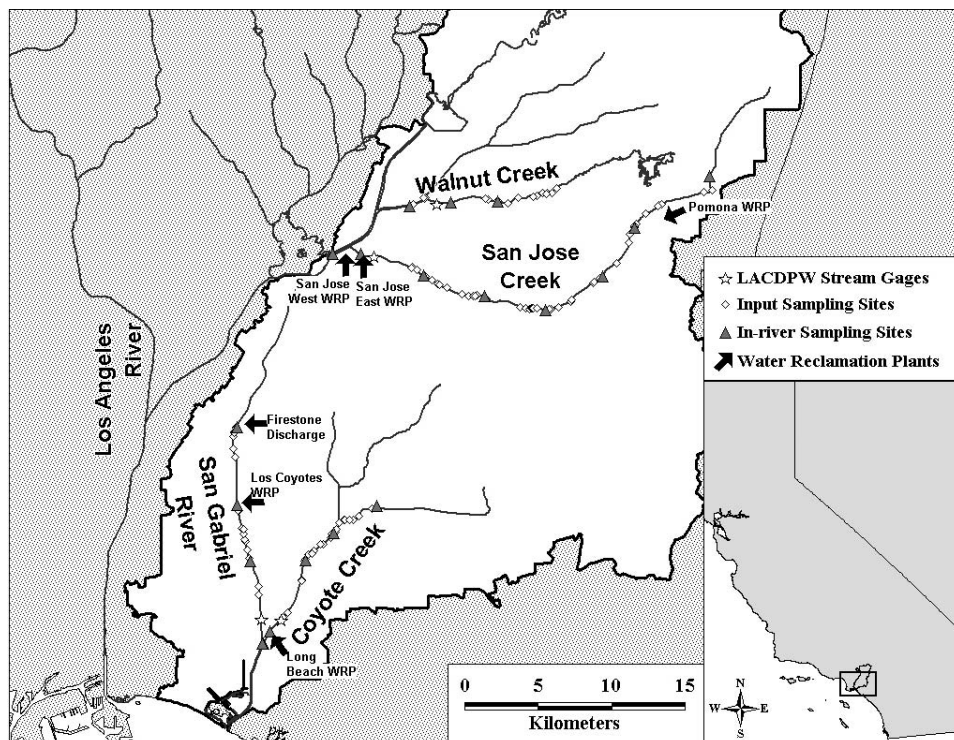 Walnut Creek
Pomona WRP
San Jose
Creek
San Jose
West WRP
San Jose
East WRP
Los Angeles
River
Firestone
Discharge
Los Coyotes
WRP
San Gabriel
River
Coyote Creek
Long
Beach WRP
LACDPW Stream Gages
Input Sampling Sites
In-river Sampling Sites
Water Reclamation Plants
0 5 10 15
Kilometers
N
W E
S